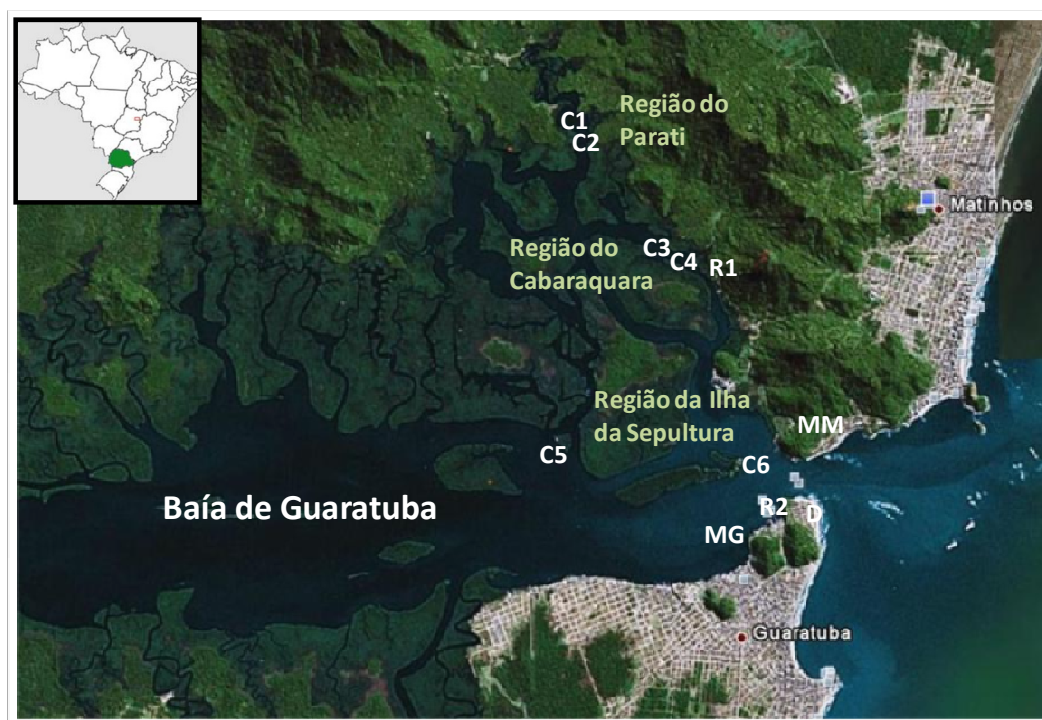 Região do
Parati
C1
C2
Matinhos
Região do
Cabaraquara
C3
C4
R1
Região da Ilha
da Sepultura
MM
C5
C6
Baía de Guaratuba
R2
D
MG
Guaratuba